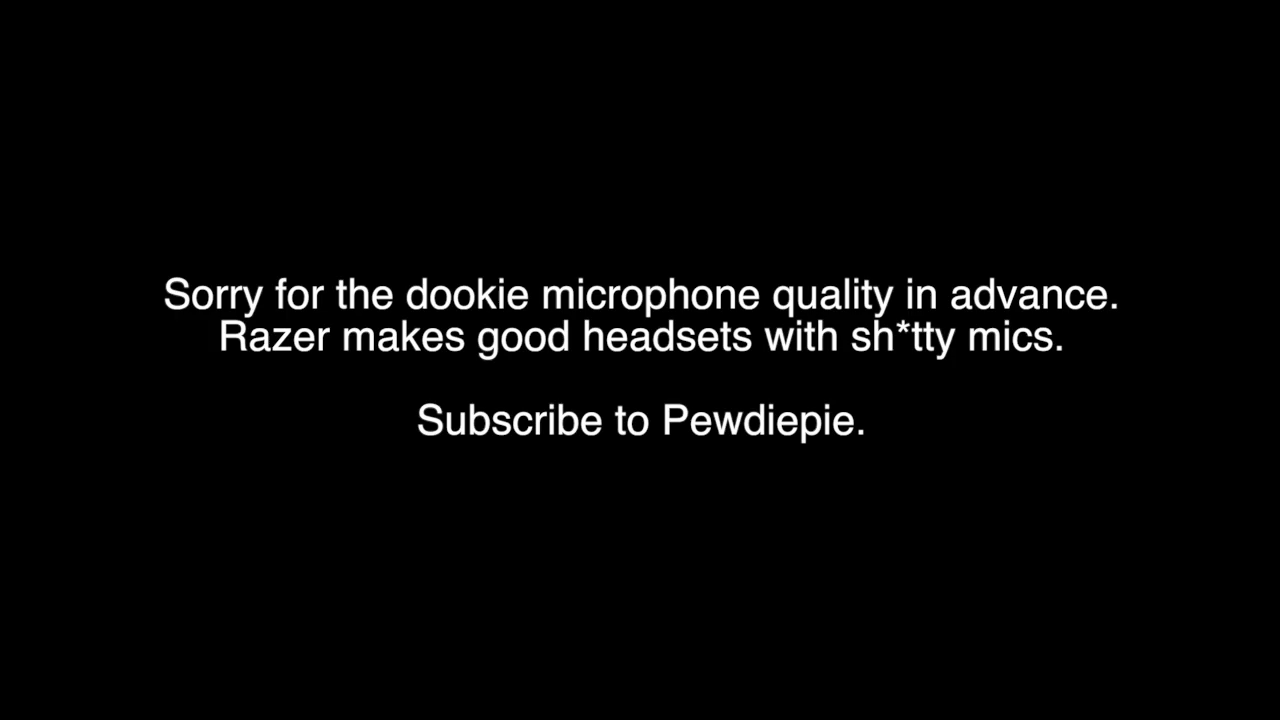 Sorry for the dookie microphone quality in advance.
Razer makes good headsets with sh*tty mics.
Subscribe to Pewdiepie.